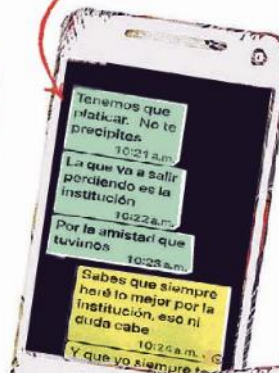 Tenemos que
platicar. No te
precipites
10:21 a.m.
La que va a salir
perdiendo es la
institución
10:22 a.m.
Por la amistad que
tuvimos
10:23 a.m.
Sabes que siempre
haré lo mejor por la
institución, eso ni
duda cabe
10:24 a.m.
Y que yo siempre